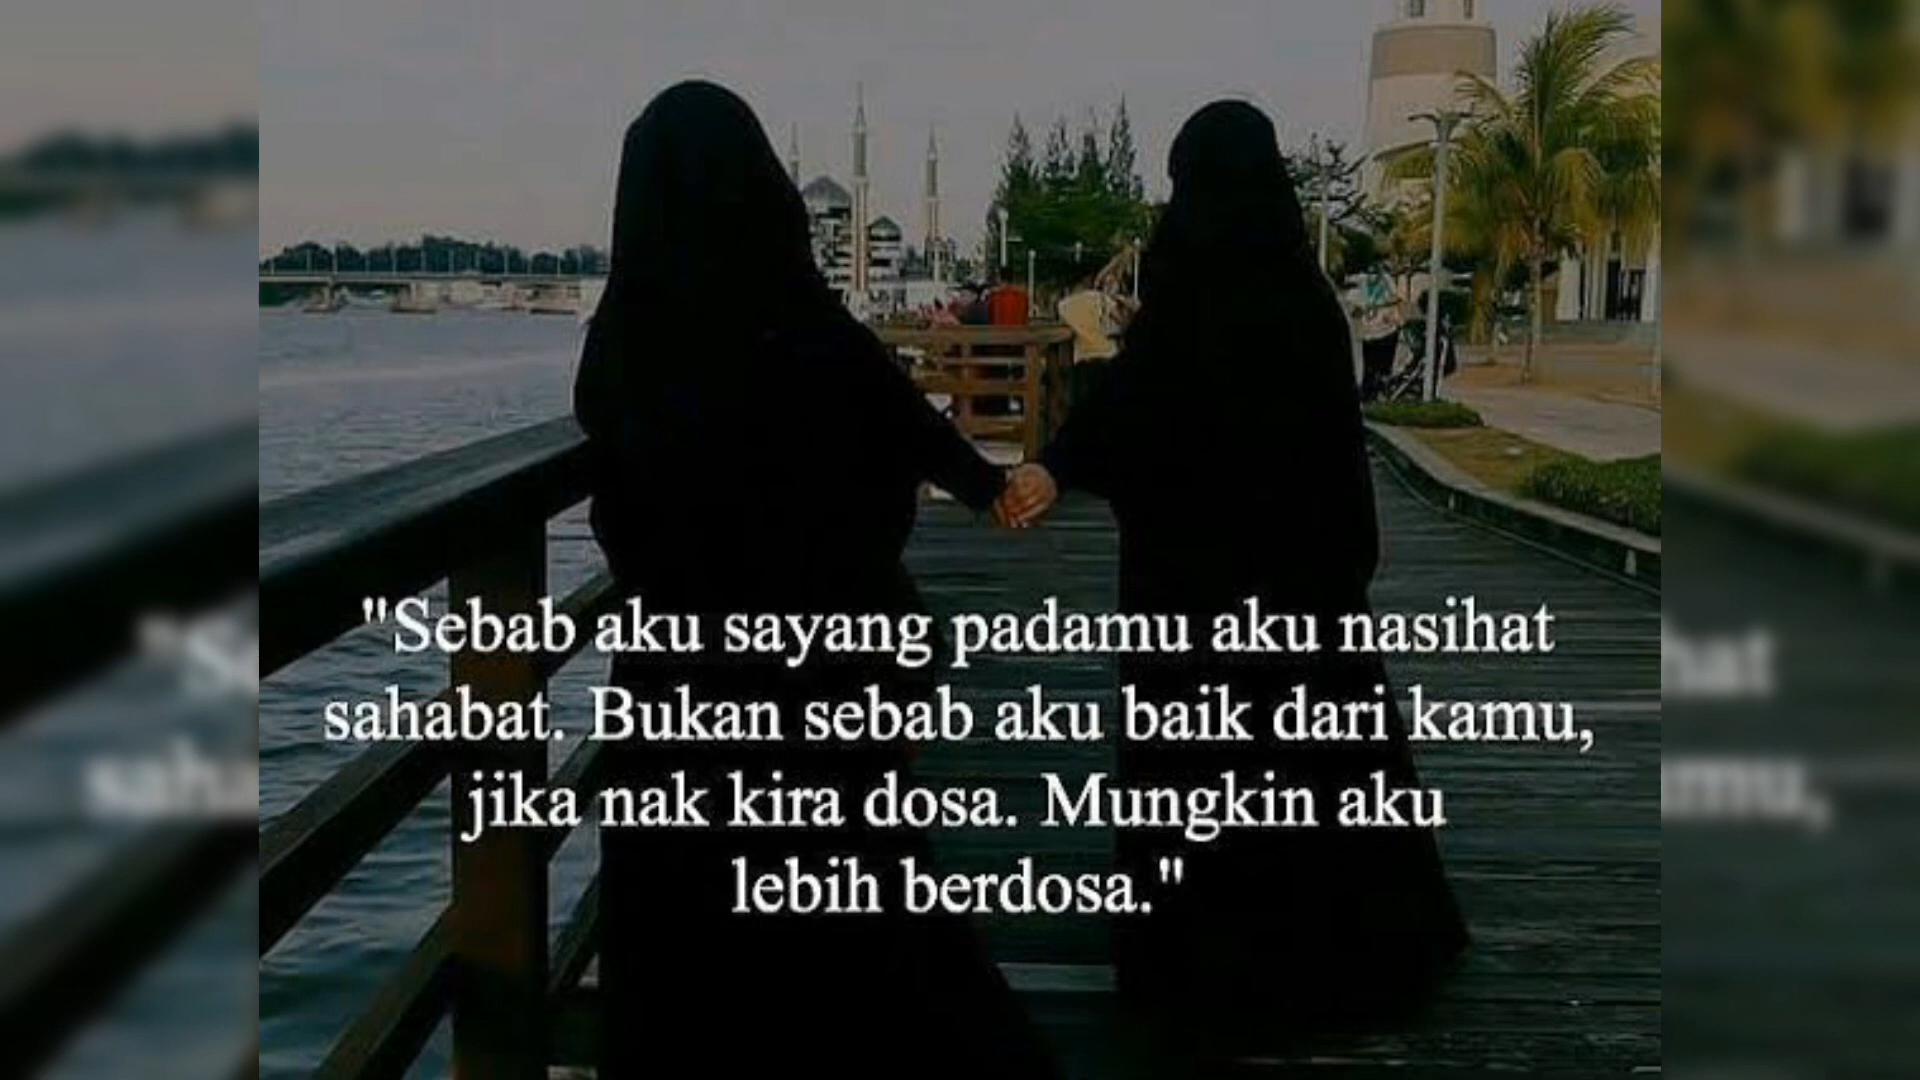 "Sebab aku sayang padamu aku nasihat
sahabat. Bukan sebab aku baik dari kamu,
jika nak kira dosa. Mungkin aku
lebih berdosa."